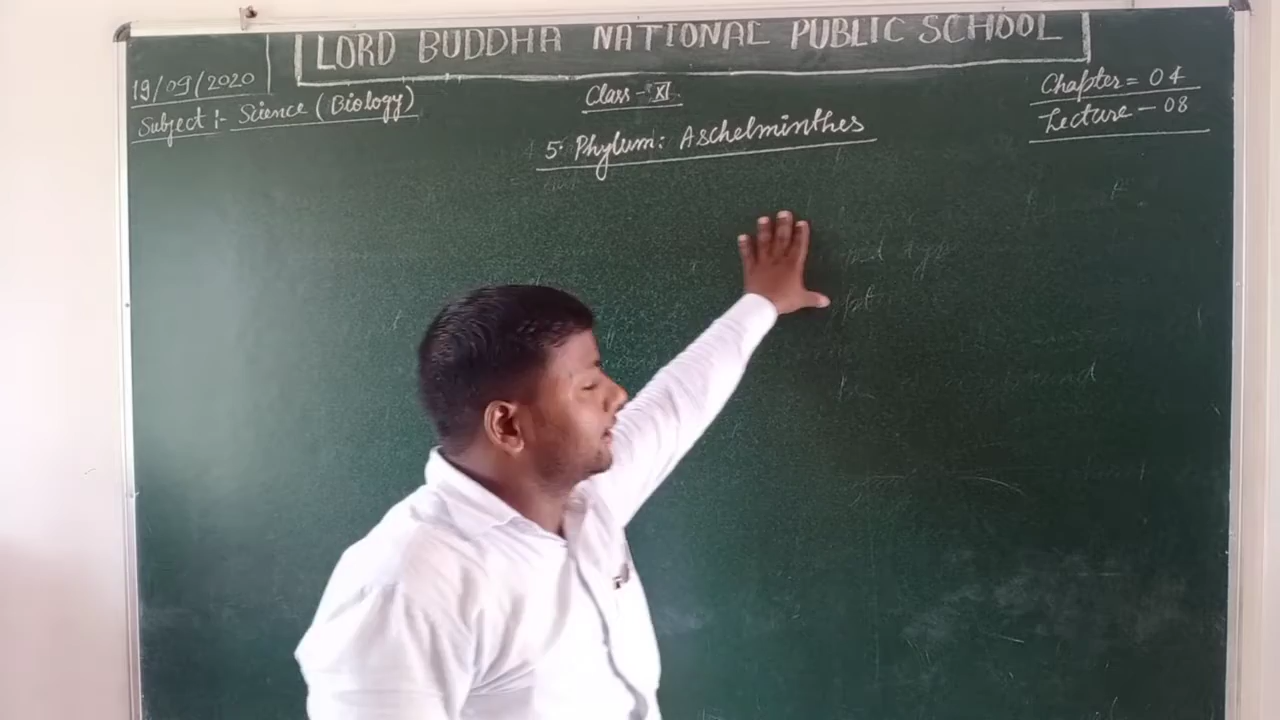 LORD BUDDHA NATIONAL PUBLIC SCHOOL
19/09/2020
Subject :- Science (Biology)
Class - XI
Chapter = 04
Lecture - 08
5. Phylum: Aschelminthes